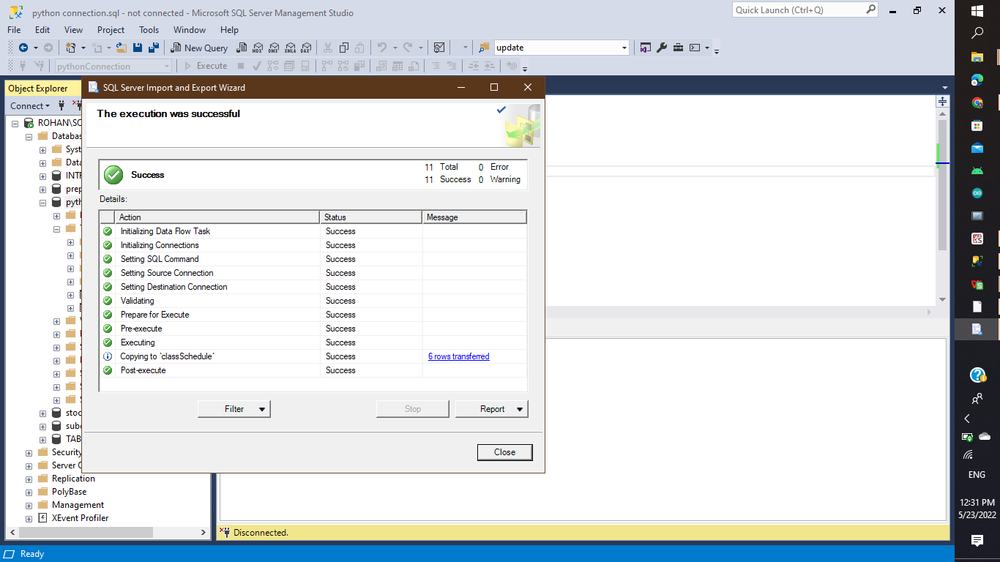 python connection.sql - not connected - Microsoft SQL Server Management Studio
Quick Launch (Ctrl+Q)
File Edit View Project Tools Window Help
New Query MDX DMX XMLA DAX update
pythonConnection Execute
Object Explorer
Connect
SQL Server Import and Export Wizard
The execution was successful
Success
11 Total 0 Error
11 Success 0 Warning
Details:
Action Status Message
Initializing Data Flow Task Success
Initializing Connections Success
Setting SQL Command Success
Setting Source Connection Success
Setting Destination Connection Success
Validating Success
Prepare for Execute Success
Pre-execute Success
Executing Success
Copying to `classSchedule` Success 6 rows transferred
Post-execute Success
Filter Stop Report
Close
ROHAN\SC
Databas
Syst
Data
prep
pyth
stoc
TAB
Security
Server
Replication
PolyBase
Management
XEvent Profiler
Disconnected.
Ready
ENG
12:31 PM
5/23/2022